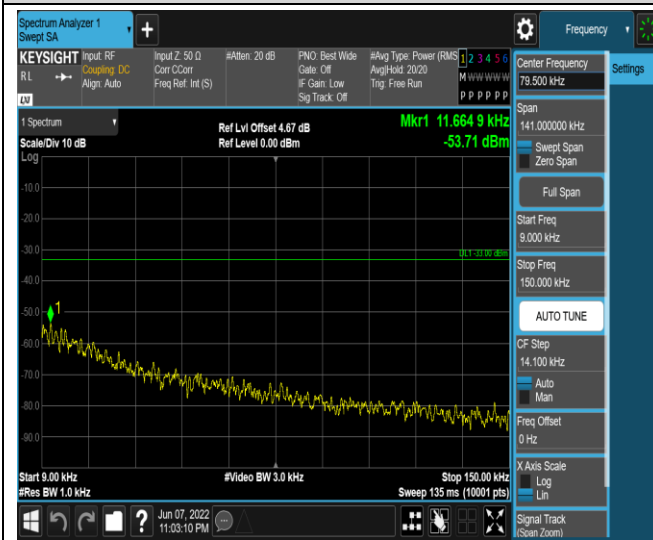 Spectrum Analyzer 1
Swept SA
+
Frequency
KEYSIGHT
RL
LXI
Input: RF
Coupling: DC
Align: Auto
Input Z: 50 Ω
Corr CCorr
Freq Ref: Int (S)
#Atten: 20 dB
PNO: Best Wide
Gate: Off
IF Gain: Low
Sig Track: Off
#Avg Type: Power (RMS
Avg|Hold: 20/20
Trig: Free Run
1 2 3 4 5 6
M W W W W W
P P P P P P
Center Frequency
79.500 kHz
Settings
Span
141.000000 kHz
Swept Span
Zero Span
Full Span
Start Freq
9.000 kHz
Stop Freq
150.000 kHz
AUTO TUNE
CF Step
14.100 kHz
Auto
Man
Freq Offset
0 Hz
X Axis Scale
Log
Lin
Signal Track
(Span Zoom)
1 Spectrum
Scale/Div 10 dB
Ref Lvl Offset 4.67 dB
Ref Level 0.00 dBm
Mkr1 11.664 9 kHz
-53.71 dBm
Log
-10.0
-20.0
-30.0
DL1 -33.00 dBm
-40.0
-50.0
1
-60.0
-70.0
-80.0
-90.0
Start 9.00 kHz
#Video BW 3.0 kHz
Stop 150.00 kHz
#Res BW 1.0 kHz
Sweep 135 ms (10001 pts)
?
Jun 07, 2022
11:03:10 PM